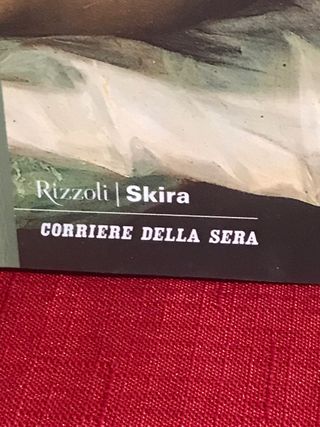 Rizzoli | Skira
CORRIERE DELLA SERA